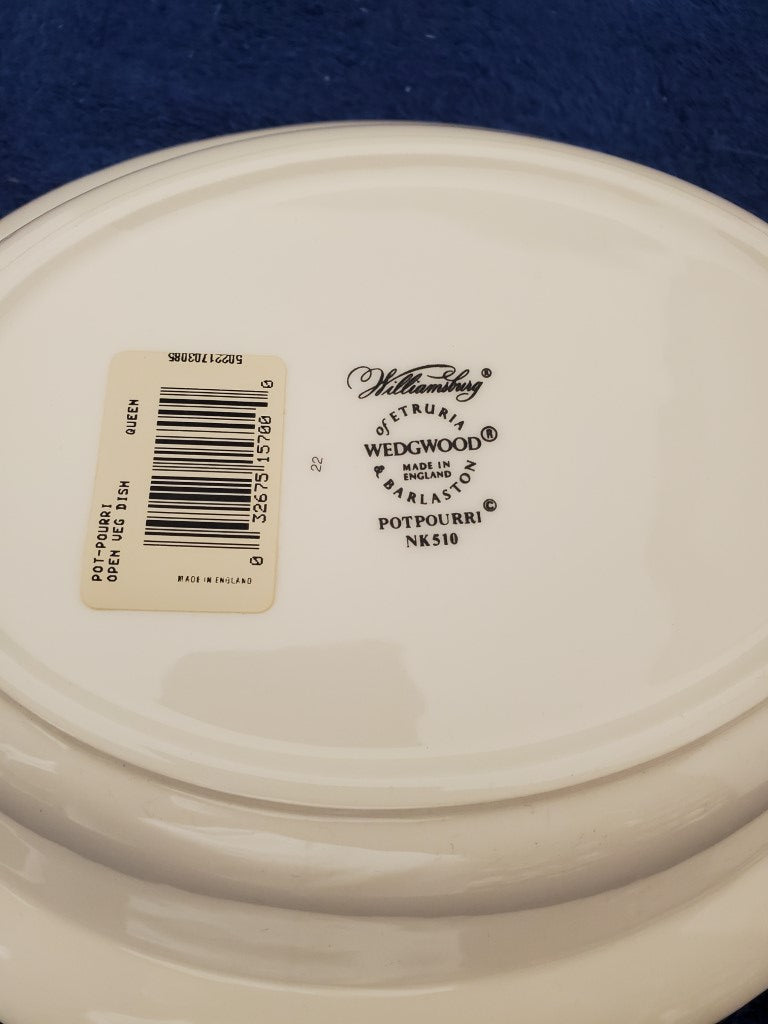 50221703085
QUEEN
POT-POURRI
OPEN VEG DISH
0 32675 15700 0
MADE IN ENGLAND
22
Williamsburg®
of ETRURIA
WEDGWOOD®
MADE IN
ENGLAND
& BARLASTON
POTPOURRI©
NK510